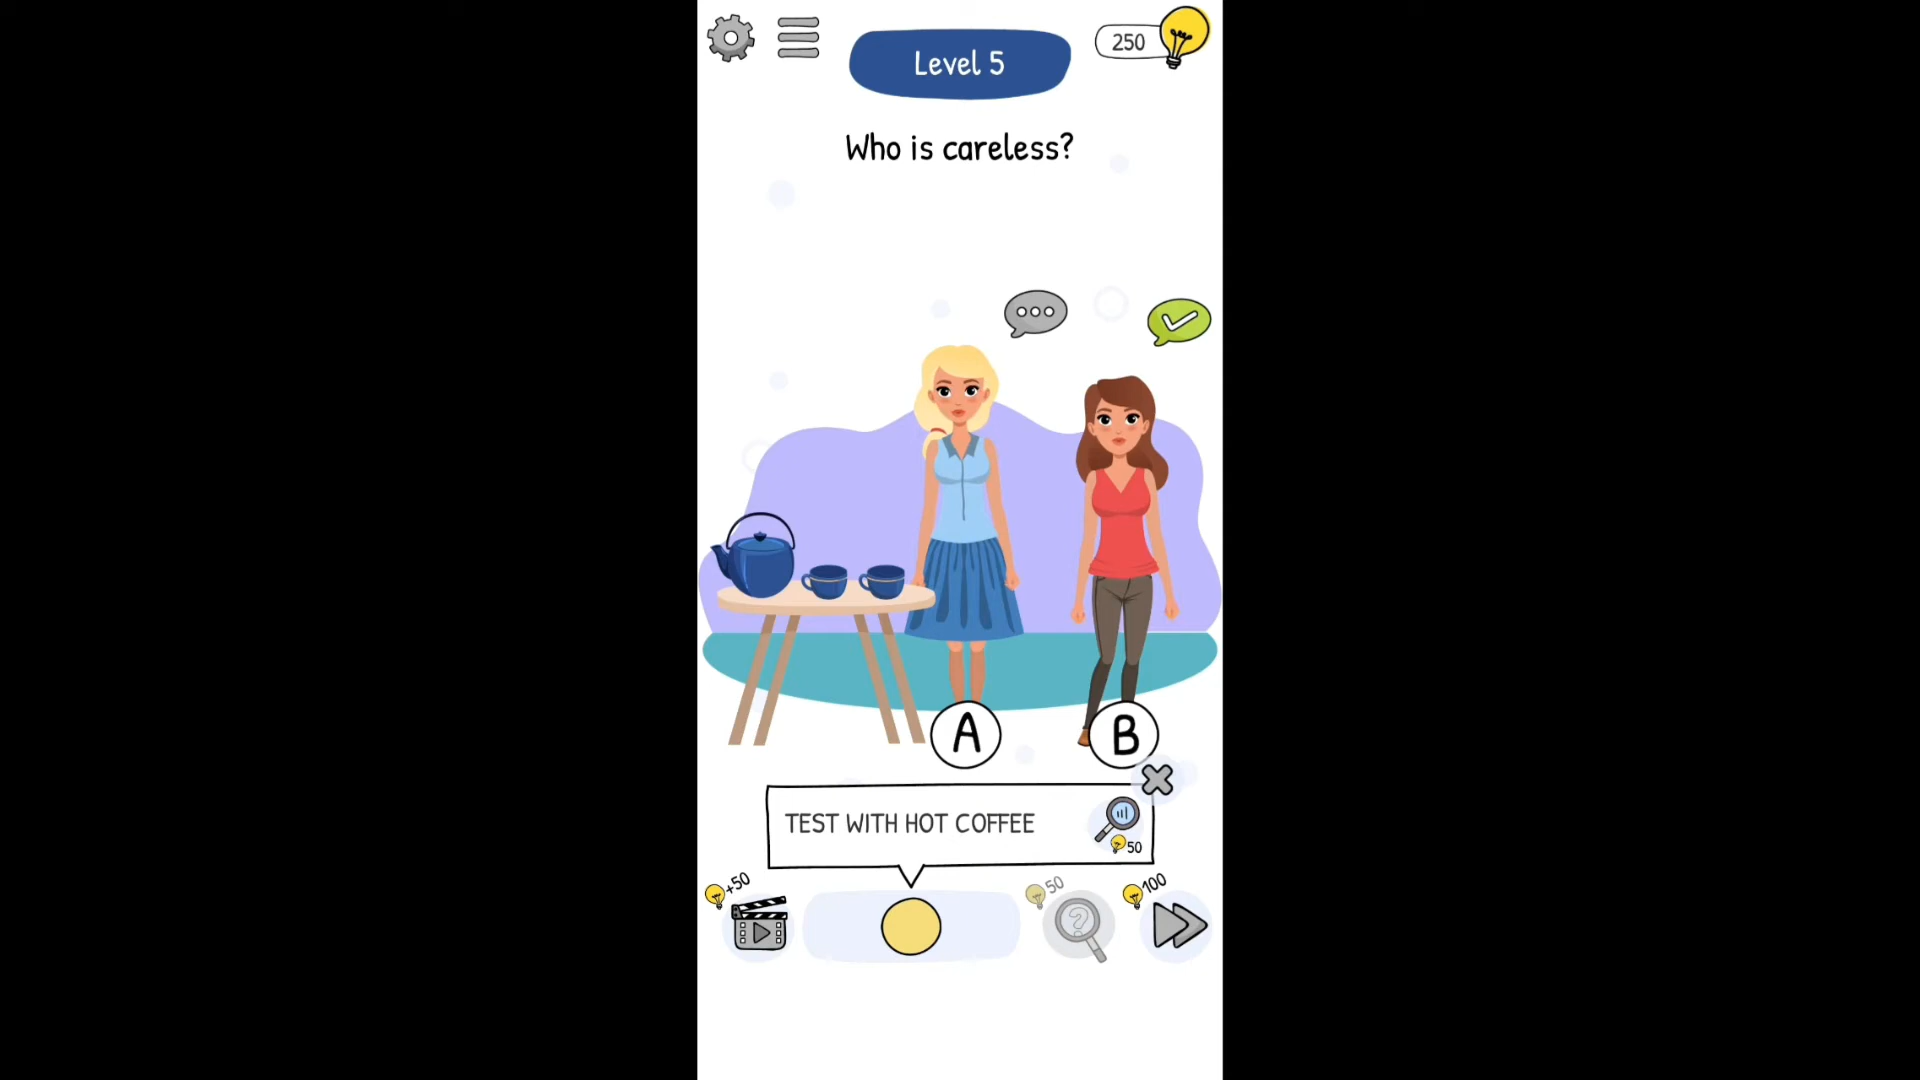 Level 5
250
Who is careless?
A
B
TEST WITH HOT COFFEE
50
+50
50
100
?